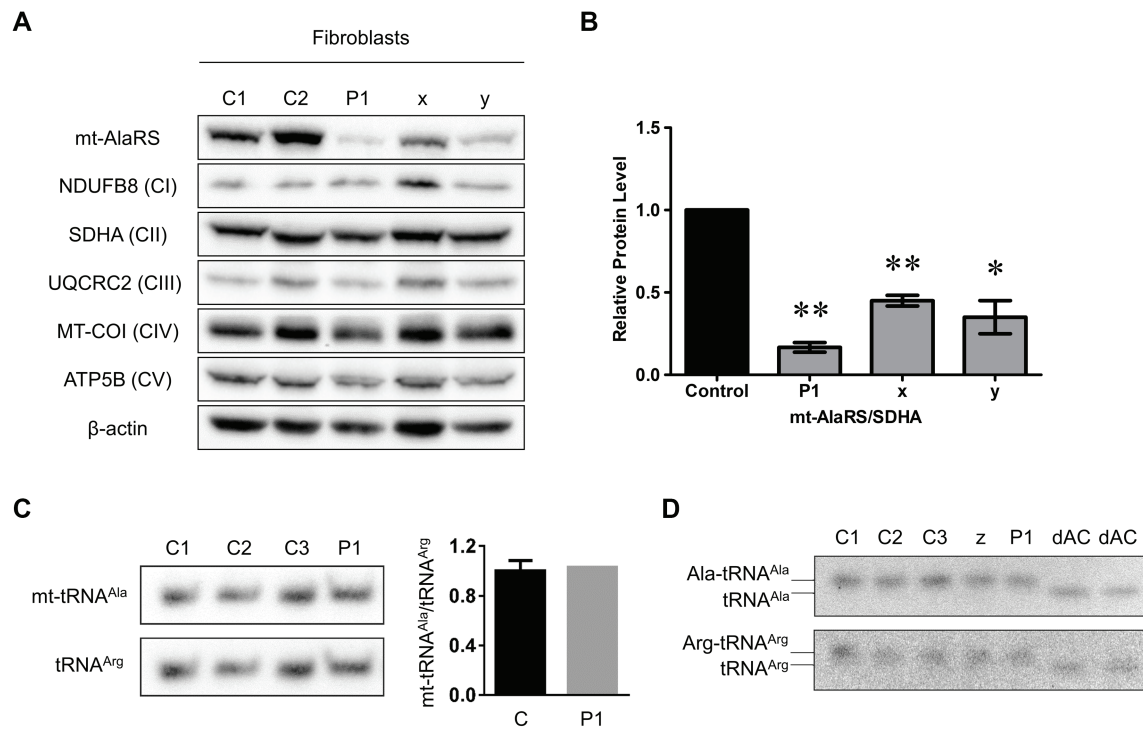 A
Fibroblasts
C1 C2 P1 x y
mt-AlaRS
NDUFB8 (CI)
SDHA (CII)
UQCRC2 (CIII)
MT-COI (CIV)
ATP5B (CV)
β-actin
B
Relative Protein Level
1.5
1.0
0.5
0.0
** ** *
Control P1 x y
mt-AlaRS/SDHA
C
C1 C2 C3 P1
mt-tRNAᴬˡᵃ
tRNAᴬʳᵍ
mt-tRNAᴬˡᵃ/tRNAᴬʳᵍ
1.2
0.8
0.4
0.0
C P1
D
C1 C2 C3 z P1 dAC dAC
Ala-tRNAᴬˡᵃ
tRNAᴬˡᵃ
Arg-tRNAᴬʳᵍ
tRNAᴬʳᵍ